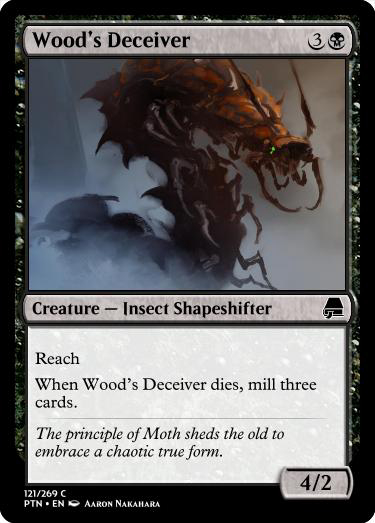 Wood's Deceiver 3
Creature — Insect Shapeshifter
Reach
When Wood's Deceiver dies, mill three
cards.
The principle of Moth sheds the old to
embrace a chaotic true form.
4/2
121/269 C
PTN • EN Aaron Nakahara